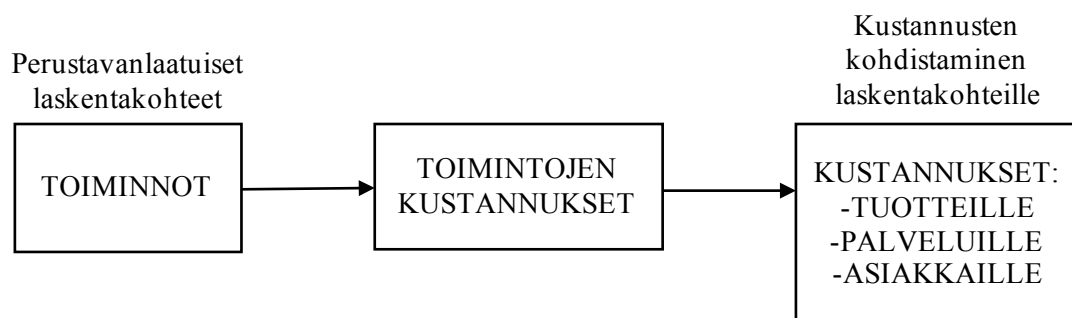 Perustavanlaatuiset
laskentakohteet
TOIMINNOT
TOIMINTOJEN
KUSTANNUKSET
Kustannusten
kohdistaminen
laskentakohteille
KUSTANNUKSET:
-TUOTTEILLE
-PALVELUILLE
-ASIAKKAILLE